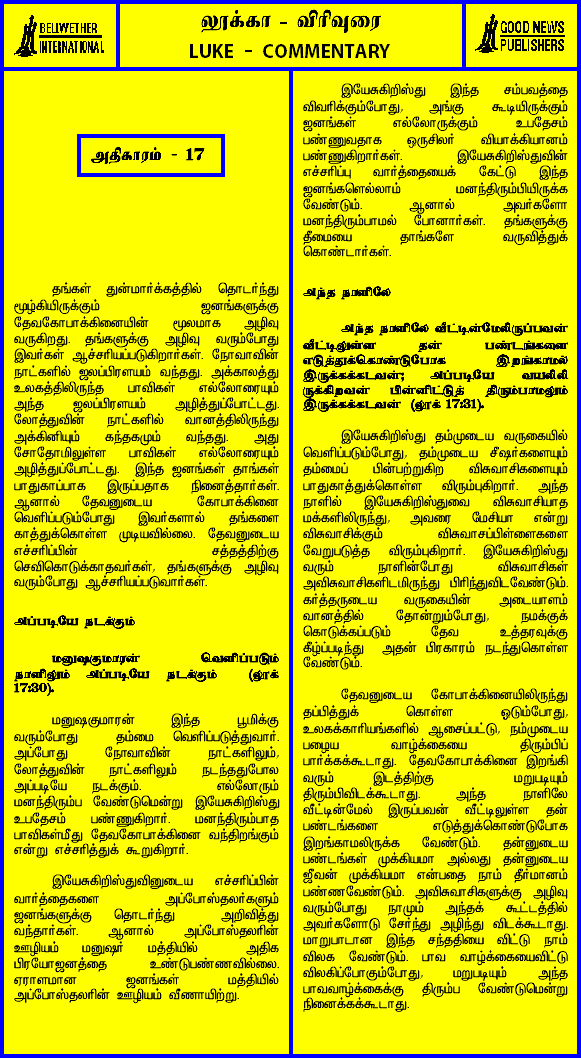 BELWETHER
INTERNATIONAL
லூக்கா - விரிவுரை
LUKE - COMMENTARY
GOOD NEWS
PUBLISHERS
அதிகாரம் - 17
தங்கள் துன்மார்க்கத்தில் தொடர்ந்து
மூழ்கியிருக்கும் ஜனங்களுக்கு
தேவகோபாக்கினையின் மூலமாக அழிவு
வருகிறது. தங்களுக்கு அழிவு வரும்போது
இவர்கள் ஆச்சரியப்படுகிறார்கள். நோவாவின்
நாட்களில் ஜலப்பிரளயம் வந்தது. அக்காலத்து
உலகத்திலிருந்த பாவிகள் எல்லோரையும்
அந்த ஜலப்பிரளயம் அழித்துப்போட்டது.
லோத்துவின் நாட்களில் வானத்திலிருந்து
அக்கினியும் கந்தகமும் வந்தது. அது
சோதோமிலுள்ள பாவிகள் எல்லோரையும்
அழித்துப்போட்டது. இந்த ஜனங்கள் தாங்கள்
பாதுகாப்பாக இருப்பதாக நினைத்தார்கள்.
ஆனால் தேவனுடைய கோபாக்கினை
வெளிப்படும்போது இவர்களால் தங்களை
காத்துக்கொள்ள முடியவில்லை. தேவனுடைய
எச்சரிப்பின் சத்தத்திற்கு
செவிகொடுக்காதவர்கள், தங்களுக்கு அழிவு
வரும்போது ஆச்சரியப்படுவார்கள்.
அப்படியே நடக்கும்
மனுஷகுமாரன் வெளிப்படும்
நாளிலும் அப்படியே நடக்கும் (லூக்
17:30).
மனுஷகுமாரன் இந்த பூமிக்கு
வரும்போது தம்மை வெளிப்படுத்துவார்.
அப்போது நோவாவின் நாட்களிலும்,
லோத்துவின் நாட்களிலும் நடந்ததுபோல
அப்படியே நடக்கும். எல்லோரும்
மனந்திரும்ப வேண்டுமென்று இயேசுகிறிஸ்து
உபதேசம் பண்ணுகிறார். மனந்திரும்பாத
பாவிகள்மீது தேவகோபாக்கினை வந்திறங்கும்
என்று எச்சரித்துக் கூறுகிறார்.
இயேசுகிறிஸ்துவினுடைய எச்சரிப்பின்
வார்த்தைகளை அப்போஸ்தலர்களும்
ஜனங்களுக்கு தொடர்ந்து அறிவித்து
வந்தார்கள். ஆனால் அப்போஸ்தலரின்
ஊழியம் மனுஷர் மத்தியில் அதிக
பிரயோஜனத்தை உண்டுபண்ணவில்லை.
ஏராளமான ஜனங்கள் மத்தியில்
அப்போஸ்தலரின் ஊழியம் வீணாயிற்று.
இயேசுகிறிஸ்து இந்த சம்பவத்தை
விவரிக்கும்போது, அங்கு கூடியிருக்கும்
ஜனங்கள் எல்லோருக்கும் உபதேசம்
பண்ணுவதாக ஒருசிலர் வியாக்கியானம்
பண்ணுகிறார்கள். இயேசுகிறிஸ்துவின்
எச்சரிப்பு வார்த்தையைக் கேட்டு இந்த
ஜனங்களெல்லாம் மனந்திரும்பியிருக்க
வேண்டும். ஆனால் அவர்களோ
மனந்திரும்பாமல் போனார்கள். தங்களுக்கு
தீமையை தாங்களே வருவித்துக்
கொண்டார்கள்.
அந்த நாளிலே
அந்த நாளிலே வீட்டின்மேலிருப்பவன்
வீட்டிலுள்ள தன் பண்டங்களை
எடுத்துக்கொண்டுபோக இறங்காமல்
இருக்கக்கடவன்; அப்படியே வயலிலி
ருக்கிறவன் பின்னிட்டுத் திரும்பாமலும்
இருக்கக்கடவன் (லூக் 17:31).
இயேசுகிறிஸ்து தம்முடைய வருகையில்
வெளிப்படும்போது, தம்முடைய சீஷர்களையும்
தம்மைப் பின்பற்றுகிற விசுவாசிகளையும்
பாதுகாத்துக்கொள்ள விரும்புகிறார். அந்த
நாளில் இயேசுகிறிஸ்துவை விசுவாசியாத
மக்களிலிருந்து, அவரை மேசியா என்று
விசுவாசிக்கும் விசுவாசப்பிள்ளைகளை
வேறுபடுத்த விரும்புகிறார். இயேசுகிறிஸ்து
வரும் நாளின்போது விசுவாசிகள்
அவிசுவாசிகளிடமிருந்து பிரிந்துவிடவேண்டும்.
கர்த்தருடைய வருகையின் அடையாளம்
வானத்தில் தோன்றும்போது, நமக்குக்
கொடுக்கப்படும் தேவ உத்தரவுக்கு
கீழ்ப்படிந்து அதன் பிரகாரம் நடந்துகொள்ள
வேண்டும்.
தேவனுடைய கோபாக்கினையிலிருந்து
தப்பித்துக் கொள்ள ஓடும்போது,
உலகக்காரியங்களில் ஆசைப்பட்டு, நம்முடைய
பழைய வாழ்க்கையை திரும்பிப்
பார்க்கக்கூடாது. தேவகோபாக்கினை இறங்கி
வரும் இடத்திற்கு மறுபடியும்
திரும்பிவிடக்கூடாது. அந்த நாளிலே
வீட்டின்மேல் இருப்பவன் வீட்டிலுள்ள தன்
பண்டங்களை எடுத்துக்கொண்டுபோக
இறங்காமலிருக்க வேண்டும். தன்னுடைய
பண்டங்கள் முக்கியமா அல்லது தன்னுடைய
ஜீவன் முக்கியமா என்பதை நாம் தீர்மானம்
பண்ணவேண்டும். அவிசுவாசிகளுக்கு அழிவு
வரும்போது நாமும் அந்தக் கூட்டத்தில்
அவர்களோடு சேர்ந்து அழிந்து விடக்கூடாது.
மாறுபாடான இந்த சந்ததியை விட்டு நாம்
விலக வேண்டும். பாவ வாழ்க்கையைவிட்டு
விலகிப்போகும்போது, மறுபடியும் அந்த
பாவவாழ்க்கைக்கு திரும்ப வேண்டுமென்று
நினைக்கக்கூடாது.